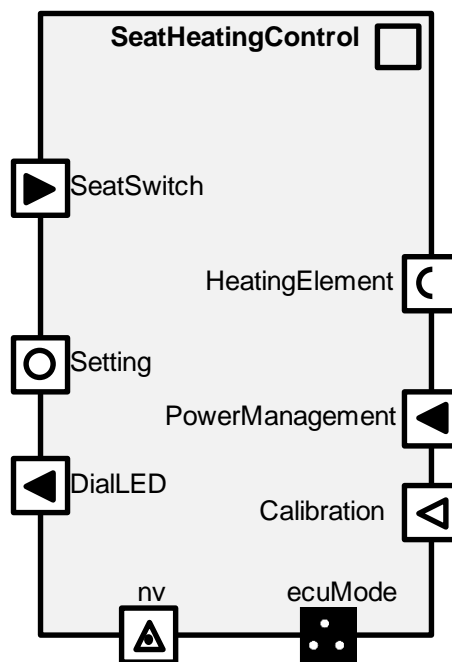 SeatHeatingControl
SeatSwitch
HeatingElement
Setting
PowerManagement
DialLED
Calibration
nv
ecuMode